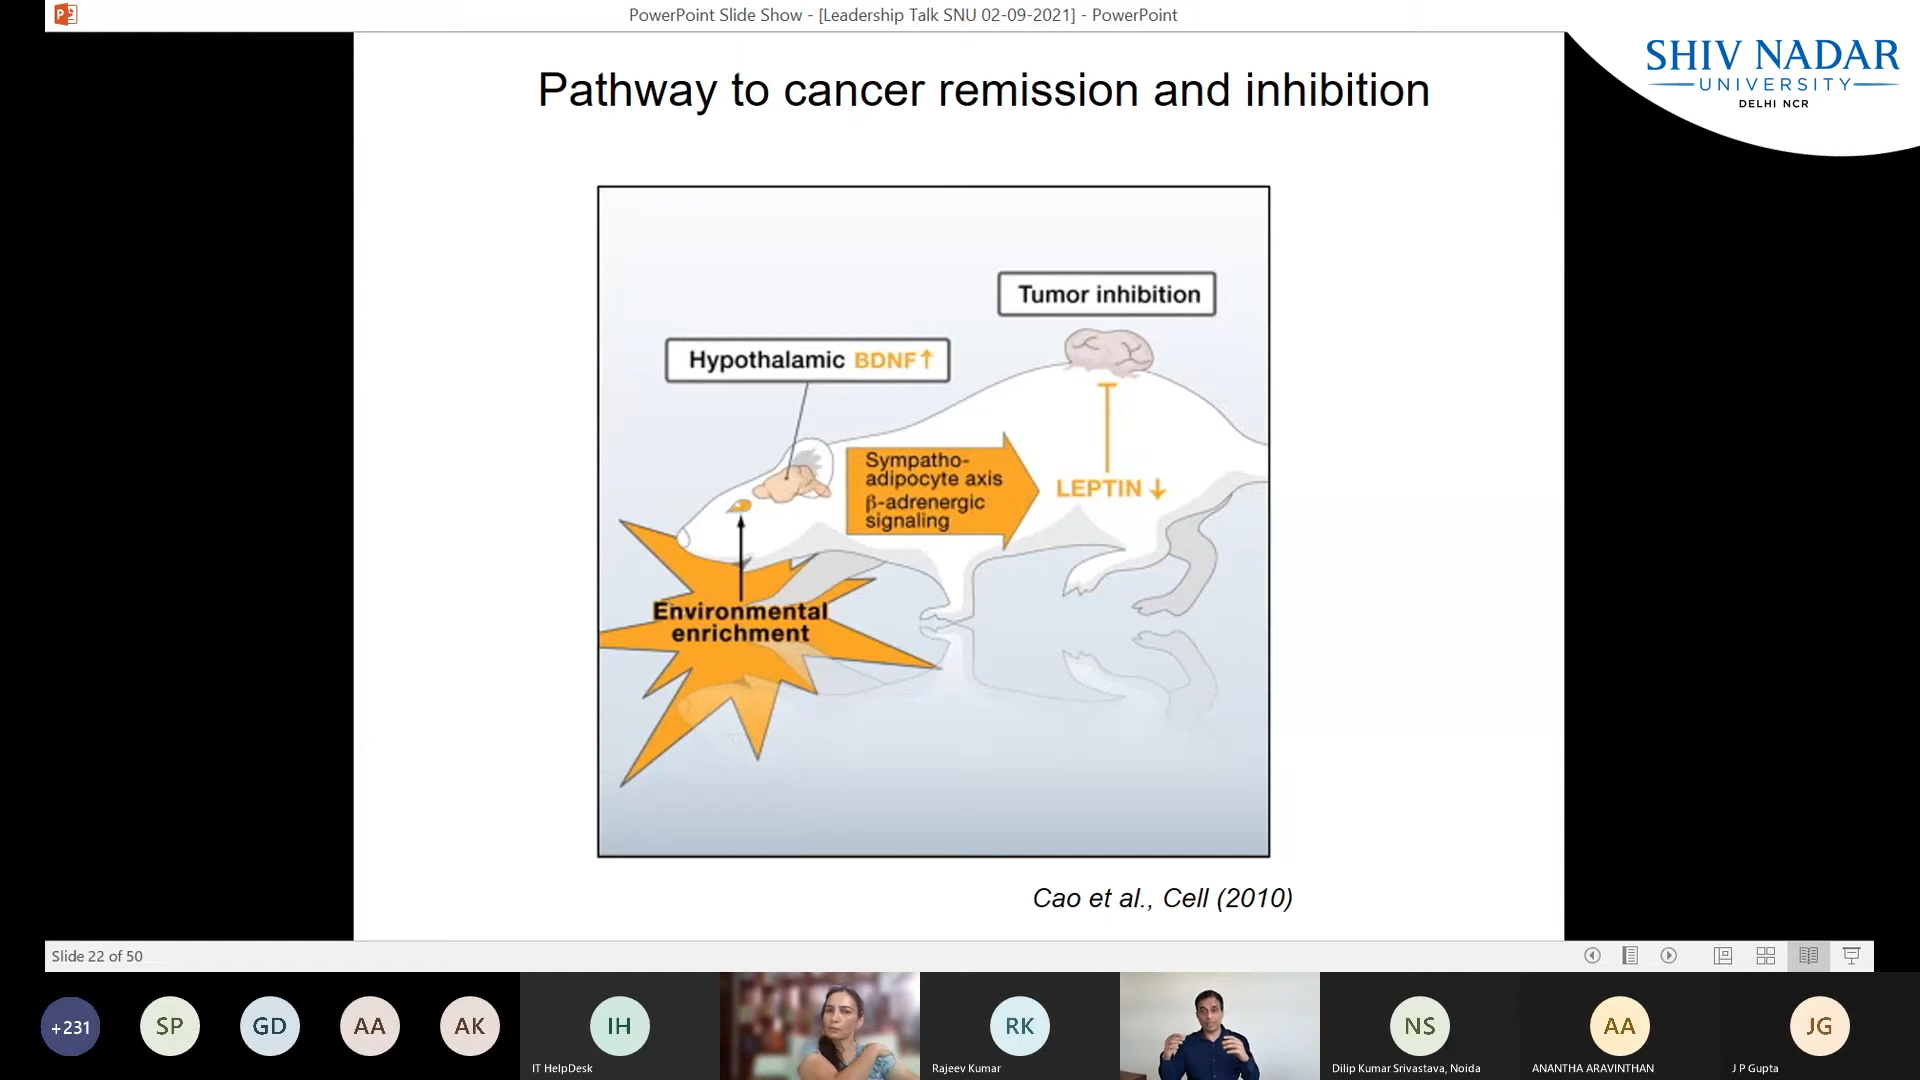 PowerPoint Slide Show - [Leadership Talk SNU 02-09-2021] - PowerPoint
SHIV NADAR
UNIVERSITY
DELHI NCR
Pathway to cancer remission and inhibition
Tumor inhibition
Hypothalamic BDNF↑
Sympatho-
adipocyte axis
β-adrenergic
signaling
LEPTIN ↓
Environmental
enrichment
Cao et al., Cell (2010)
Slide 22 of 50
+231
SP
GD
AA
AK
IH
IT HelpDesk
RK
Rajeev Kumar
NS
Dilip Kumar Srivastava, Noida
AA
ANANTHA ARAVINTHAN
JG
J P Gupta